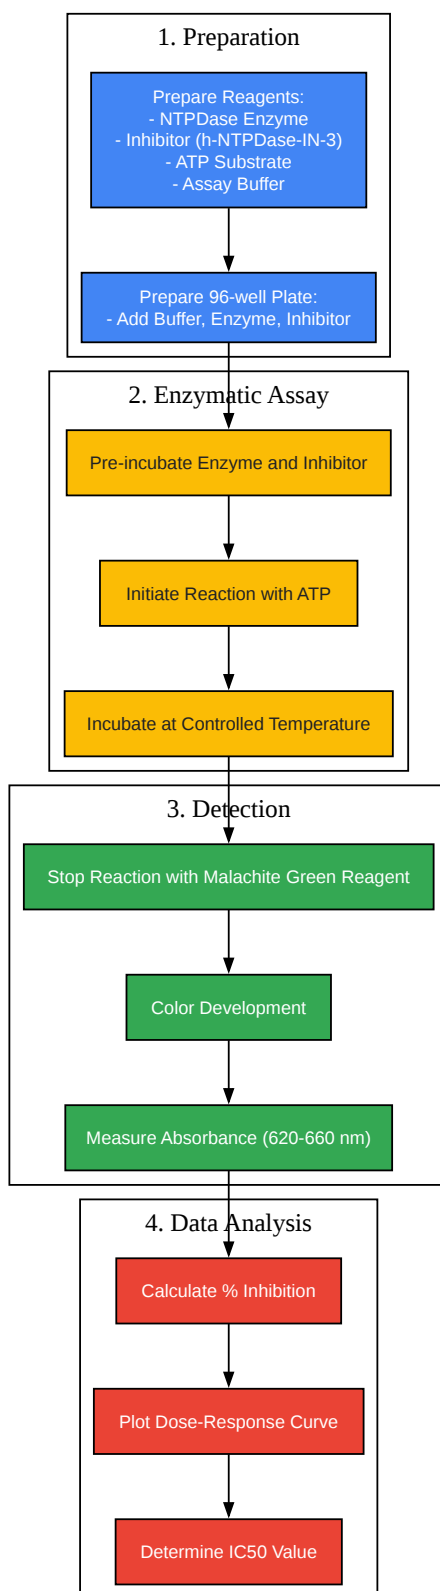 1. Preparation
Prepare Reagents:
- NTPDase Enzyme
- Inhibitor (h-NTPDase-IN-3)
- ATP Substrate
- Assay Buffer
Prepare 96-well Plate:
- Add Buffer, Enzyme, Inhibitor
2. Enzymatic Assay
Pre-incubate Enzyme and Inhibitor
Initiate Reaction with ATP
Incubate at Controlled Temperature
3. Detection
Stop Reaction with Malachite Green Reagent
Color Development
Measure Absorbance (620-660 nm)
4. Data Analysis
Calculate % Inhibition
Plot Dose-Response Curve
Determine IC50 Value